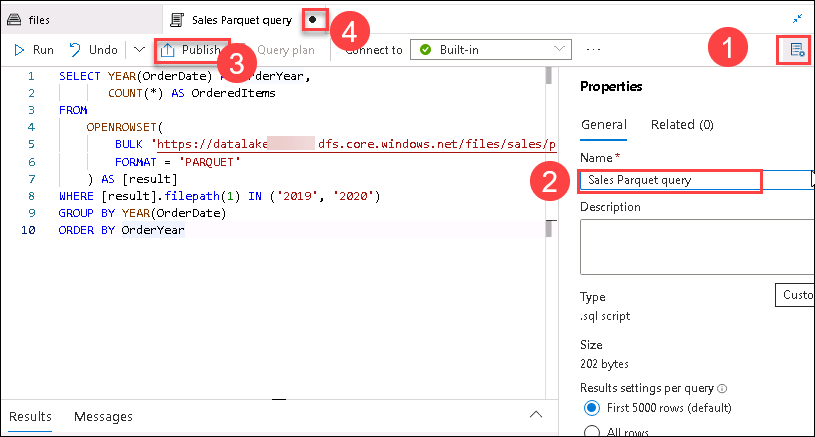 files
Sales Parquet query
4
Run
Undo
Publish
Query plan
Connect to
Built-in
...
3
1
1 SELECT YEAR(OrderDate) OrderYear,
2 COUNT(*) AS OrderedItems
3 FROM
4 OPENROWSET(
5 BULK 'https://datalake dfs.core.windows.net/files/sales/p
6 FORMAT = 'PARQUET'
7 ) AS [result]
8 WHERE [result].filepath(1) IN ('2019', '2020')
9 GROUP BY YEAR(OrderDate)
10 ORDER BY OrderYear
Results
Messages
Properties
General
Related (0)
Name *
2
Sales Parquet query
Description
Type
Custo
.sql script
Size
202 bytes
Results settings per query
First 5000 rows (default)
All rows